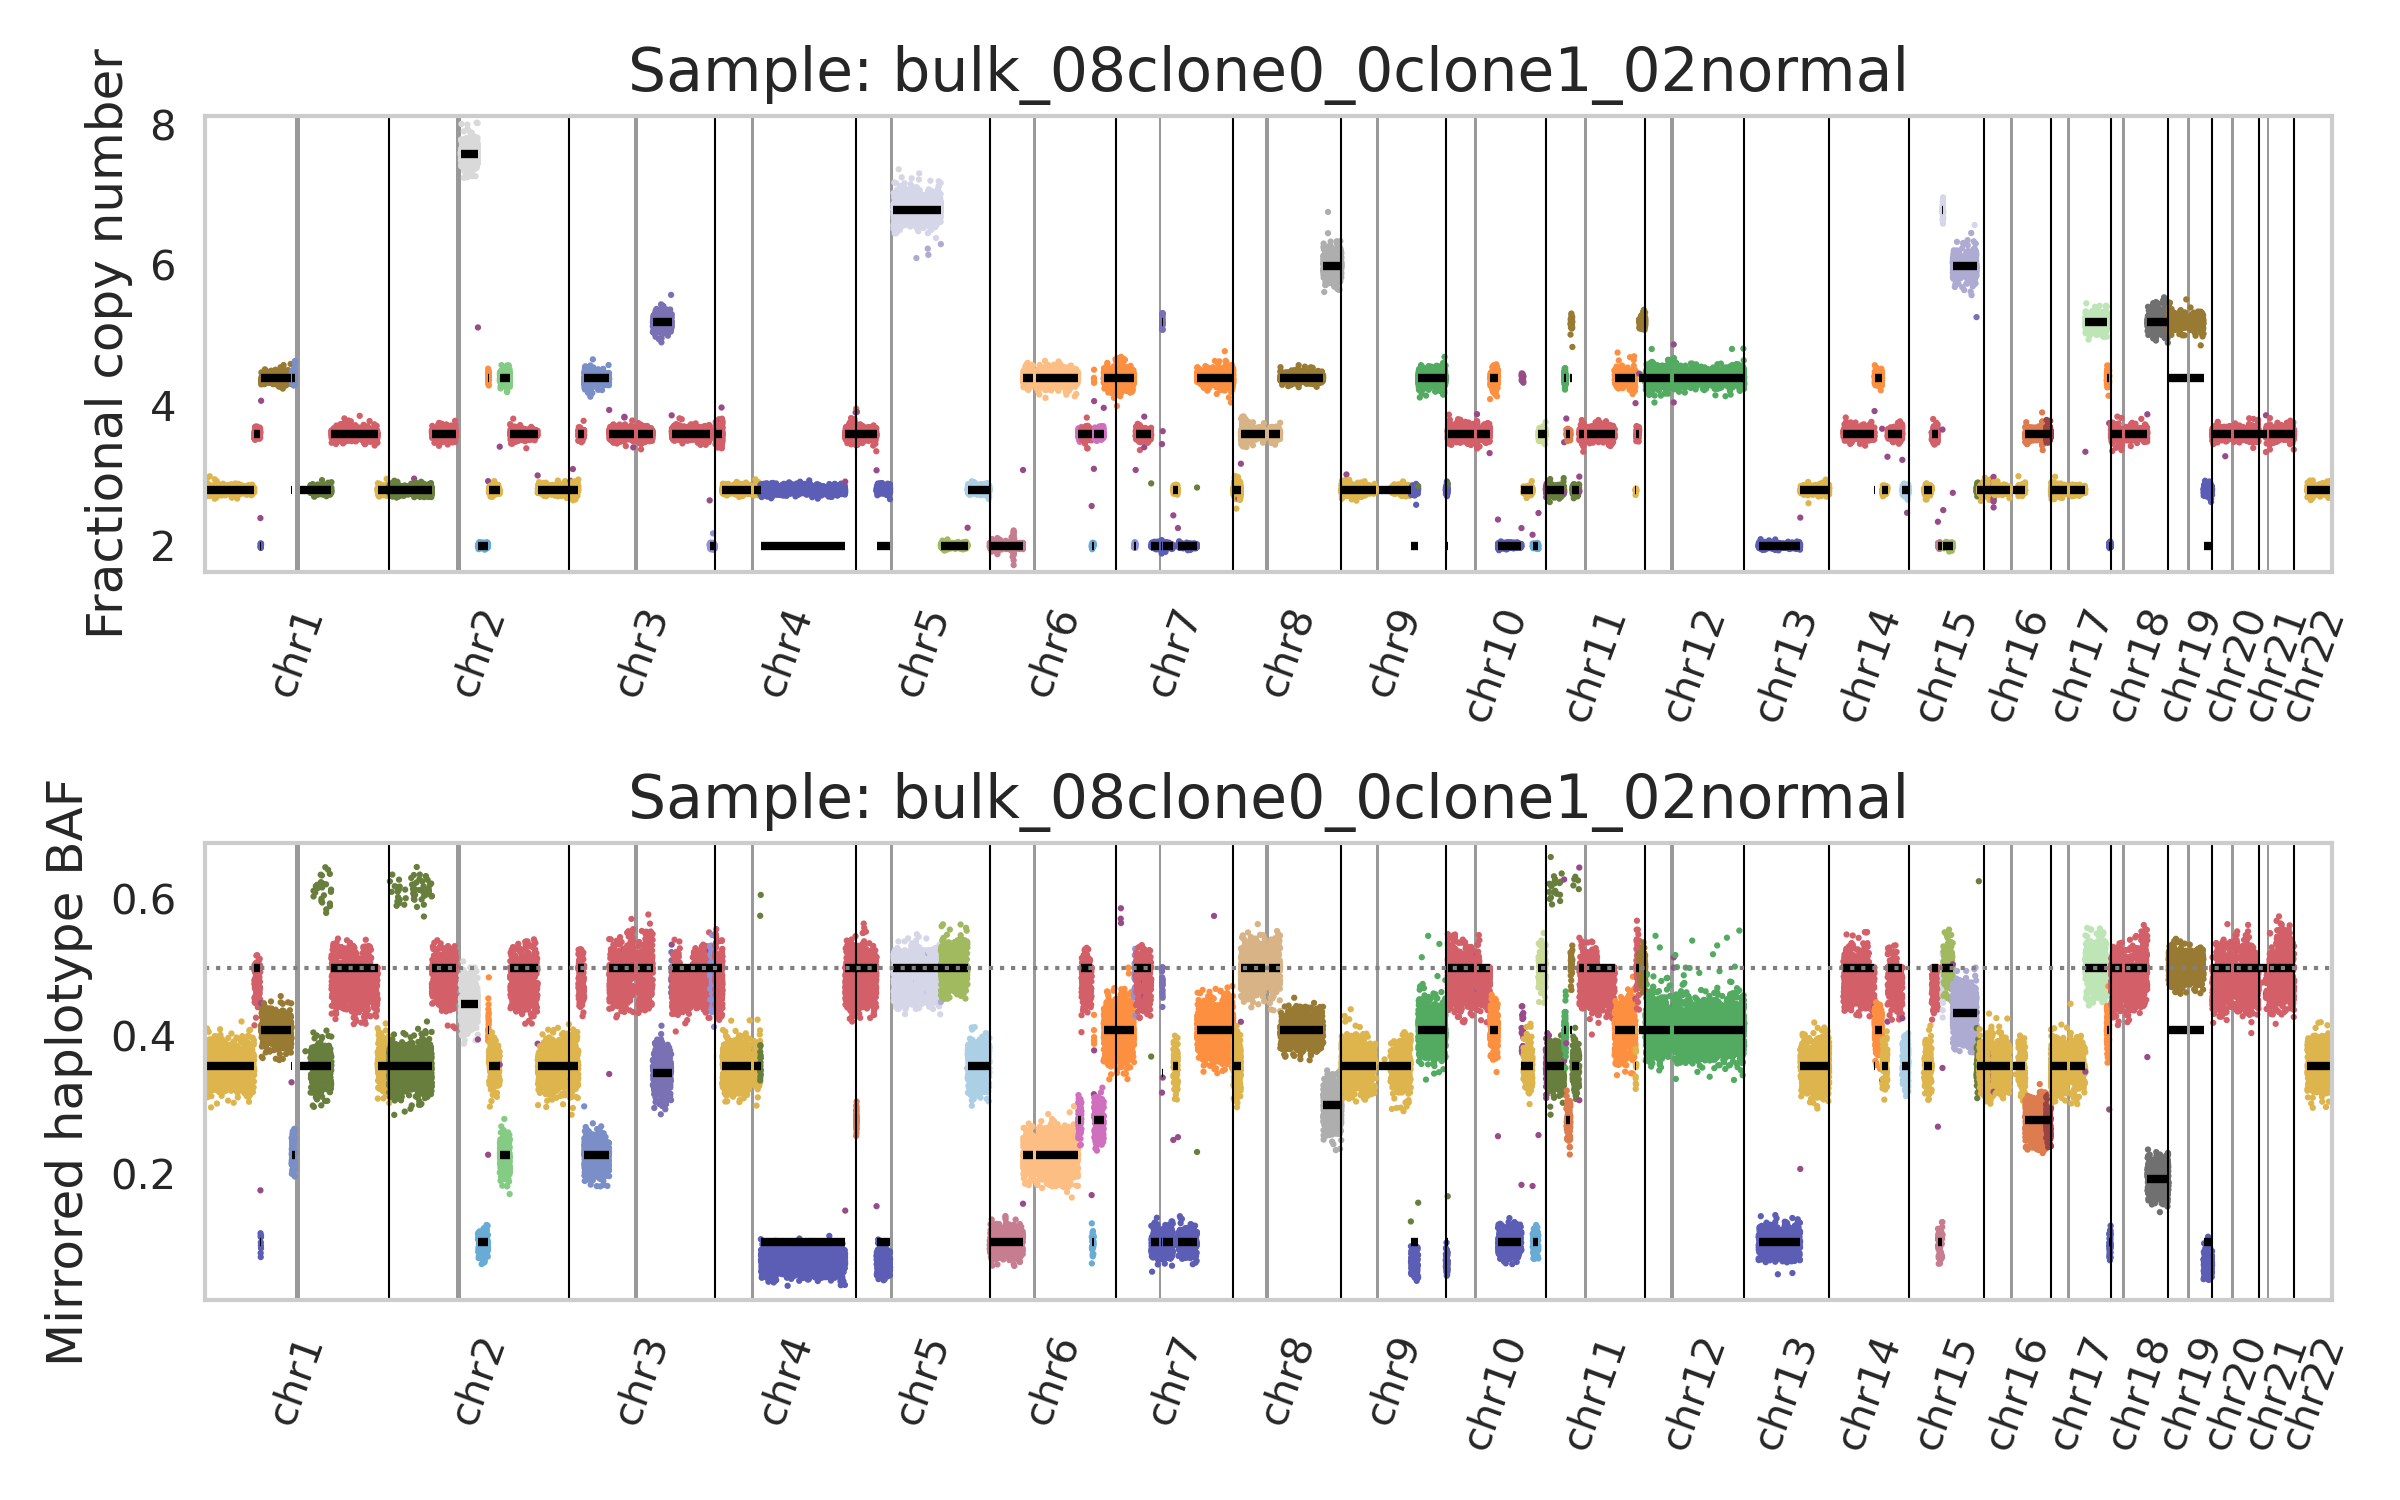 Sample: bulk_08clone0_0clone1_02normal
Fractional copy number
8
6
4
2
chr1 chr2 chr3 chr4 chr5 chr6 chr7 chr8 chr9 chr10 chr11 chr12 chr13 chr14 chr15 chr16 chr17 chr18 chr19 chr20 chr21 chr22
Sample: bulk_08clone0_0clone1_02normal
Mirrored haplotype BAF
0.6
0.4
0.2
chr1 chr2 chr3 chr4 chr5 chr6 chr7 chr8 chr9 chr10 chr11 chr12 chr13 chr14 chr15 chr16 chr17 chr18 chr19 chr20 chr21 chr22